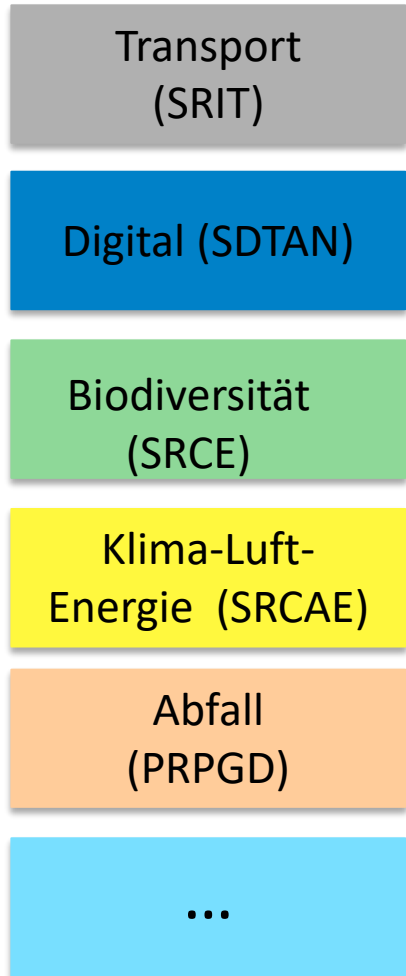 Transport
(SRIT)
Digital (SDTAN)
Biodiversität
(SRCE)
Klima-Luft-
Energie (SRCAE)
Abfall
(PRPGD)
...